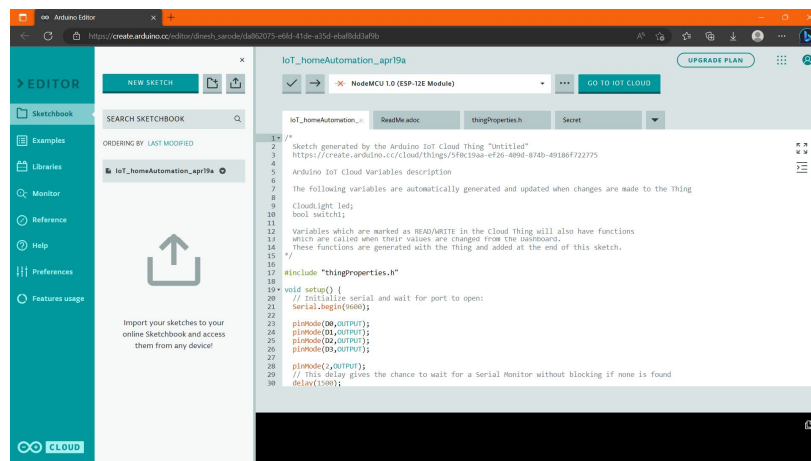 Arduino Editor
https://create.arduino.cc/editor/dinesh_sarode/da862075-e6fd-41de-a35d-ebaf8dd3af9b
EDITOR
Sketchbook
Examples
Libraries
Monitor
Reference
Help
Preferences
Features usage
CLOUD
NEW SKETCH
SEARCH SKETCHBOOK
ORDERING BY LAST MODIFIED
IoT_homeAutomation_apr19a
Import your sketches to your
online Sketchbook and access
them from any device!
IoT_homeAutomation_apr19a
UPGRADE PLAN
NodeMCU 1.0 (ESP-12E Module)
GO TO IOT CLOUD
IoT_homeAutomation_ ReadMe.adoc thingProperties.h Secret
1 /*
2 Sketch generated by the Arduino IoT Cloud Thing "Untitled"
3 https://create.arduino.cc/cloud/things/5f0c19aa-ef26-409d-874b-49186f722775
4
5 Arduino IoT Cloud Variables description
6
7 The following variables are automatically generated and updated when changes are made to the Thing
8
9 CloudLight led;
10 bool switch1;
11
12 Variables which are marked as READ/WRITE in the Cloud Thing will also have functions
13 which are called when their values are changed from the Dashboard.
14 These functions are generated with the Thing and added at the end of this sketch.
15 */
16
17 #include "thingProperties.h"
18
19 void setup() {
20 // Initialize serial and wait for port to open:
21 Serial.begin(9600);
22
23 pinMode(D0,OUTPUT);
24 pinMode(D1,OUTPUT);
25 pinMode(D2,OUTPUT);
26 pinMode(D3,OUTPUT);
27
28 pinMode(2,OUTPUT);
29 // This delay gives the chance to wait for a Serial Monitor without blocking if none is found
30 delay(1500);